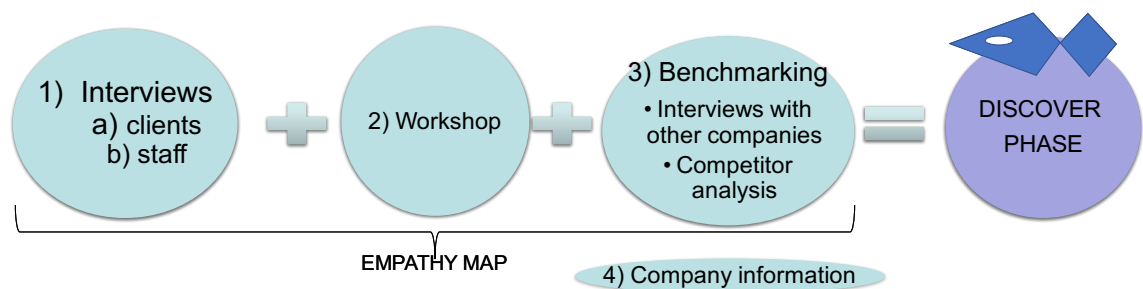 1) Interviews
a) clients
b) staff
2) Workshop
3) Benchmarking
• Interviews with
other companies
• Competitor
analysis
DISCOVER
PHASE
EMPATHY MAP
4) Company information